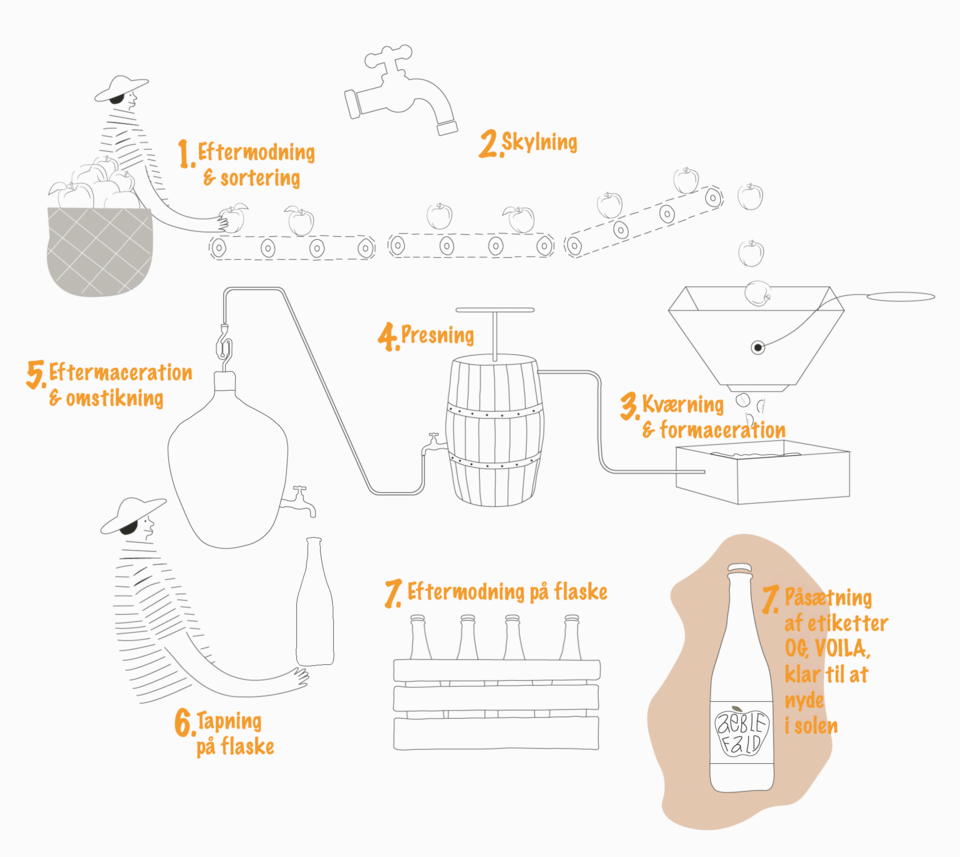 1. Eftermodning
& sortering
2. Skylning
3. Kværning
& formaceration
4. Presning
5. Eftermaceration
& omstikning
6. Tapning
på flaske
7. Eftermodning på flaske
7. Påsætning
af etiketter
OG, VOILA,
klar til at
nyde
i solen
æBLE
FaLD